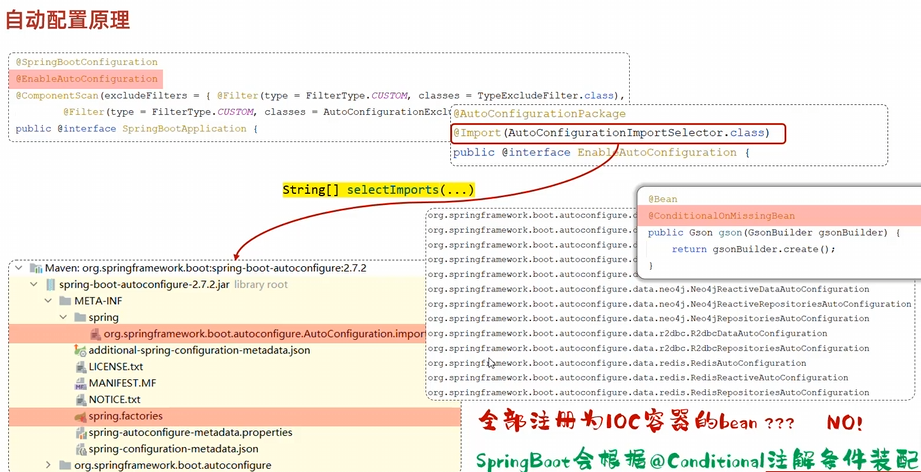 自动配置原理
@SpringBootConfiguration
@EnableAutoConfiguration
@ComponentScan(excludeFilters = { @Filter(type = FilterType.CUSTOM, classes = TypeExcludeFilter.class),
@Filter(type = FilterType.CUSTOM, classes = AutoConfigurationExcl
public @interface SpringBootApplication {
@AutoConfigurationPackage
@Import(AutoConfigurationImportSelector.class)
public @interface EnableAutoConfiguration {
String[] selectImports(...)
@Bean
@ConditionalOnMissingBean
public Gson gson(GsonBuilder gsonBuilder) {
return gsonBuilder.create();
}
org.springframework.boot.autoconfigure.d
org.springframework.boot.autoconfigure.d
org.springframework.boot.autoconfigure.d
org.springframework.boot.autoconfigure.d
org.springframework.boot.autoconfigure.data.neo4j.Neo4jDataAutoConfiguration
org.springframework.boot.autoconfigure.data.neo4j.Neo4jReactiveDataAutoConfiguration
org.springframework.boot.autoconfigure.data.neo4j.Neo4jReactiveRepositoriesAutoConfiguration
org.springframework.boot.autoconfigure.data.neo4j.Neo4jRepositoriesAutoConfiguration
org.springframework.boot.autoconfigure.data.r2dbc.R2dbcDataAutoConfiguration
org.springframework.boot.autoconfigure.data.r2dbc.R2dbcRepositoriesAutoConfiguration
org.springframework.boot.autoconfigure.data.redis.RedisAutoConfiguration
org.springframework.boot.autoconfigure.data.redis.RedisReactiveAutoConfiguration
org.springframework.boot.autoconfigure.data.redis.RedisRepositoriesAutoConfiguration
Maven: org.springframework.boot:spring-boot-autoconfigure:2.7.2
spring-boot-autoconfigure-2.7.2.jar library root
META-INF
spring
org.springframework.boot.autoconfigure.AutoConfiguration.impor
additional-spring-configuration-metadata.json
LICENSE.txt
MANIFEST.MF
NOTICE.txt
spring.factories
spring-autoconfigure-metadata.properties
spring-configuration-metadata.json
org.springframework.boot.autoconfigure
全部注册为IOC容器的bean ??? NO!
SpringBoot会根据@Conditional注解条件装配